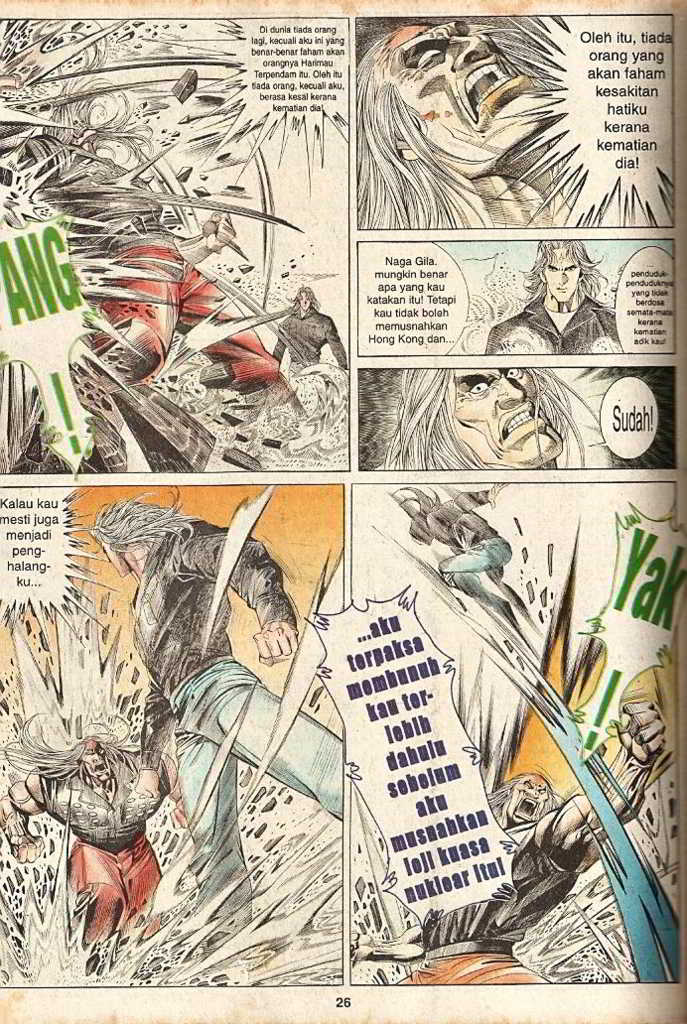 Di dunia tiada orang
lagi, kecuali aku ini yang
benar-benar faham akan
orangnya Harimau
Terpendam itu. Oleh itu
tiada orang, kecuali aku,
berasa kesal kerana
kematian dia!
ANG
!
Oleh itu, tiada
orang yang
akan faham
kesakitan
hatiku
kerana
kematian
dia!
Naga Gila.
mungkin benar
apa yang kau
katakan itu! Tetapi
kau tidak boleh
memusnahkan
Hong Kong dan...
penduduk-
penduduknya
yang tidak
berdosa
semata-mata
kerana
kematian
adik kau!
Sudah!
Kalau kau
mesti juga
menjadi
peng-
halang-
ku...
...aku
terpaksa
membunuh
kau ter-
lebih
dahulu
sebelum
aku
musnahkan
loji kuasa
nuklear itu!
Yak
!
26